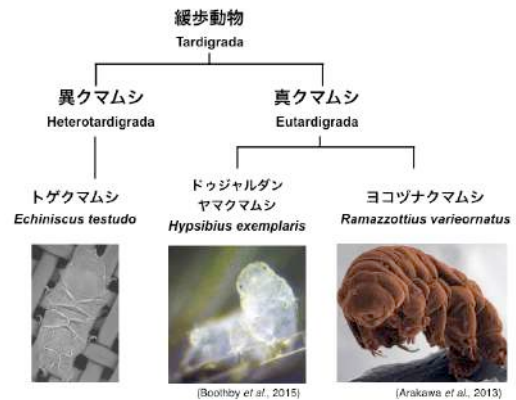 緩歩動物
Tardigrada
異クマムシ
Heterotardigrada
真クマムシ
Eutardigrada
トゲクマムシ
Echiniscus testudo
ドゥジャルダン
ヤマクマムシ
Hypsibius exemplaris
ヨコヅナクマムシ
Ramazzottius varieornatus
(Boothby et al., 2015)
(Arakawa et al., 2013)